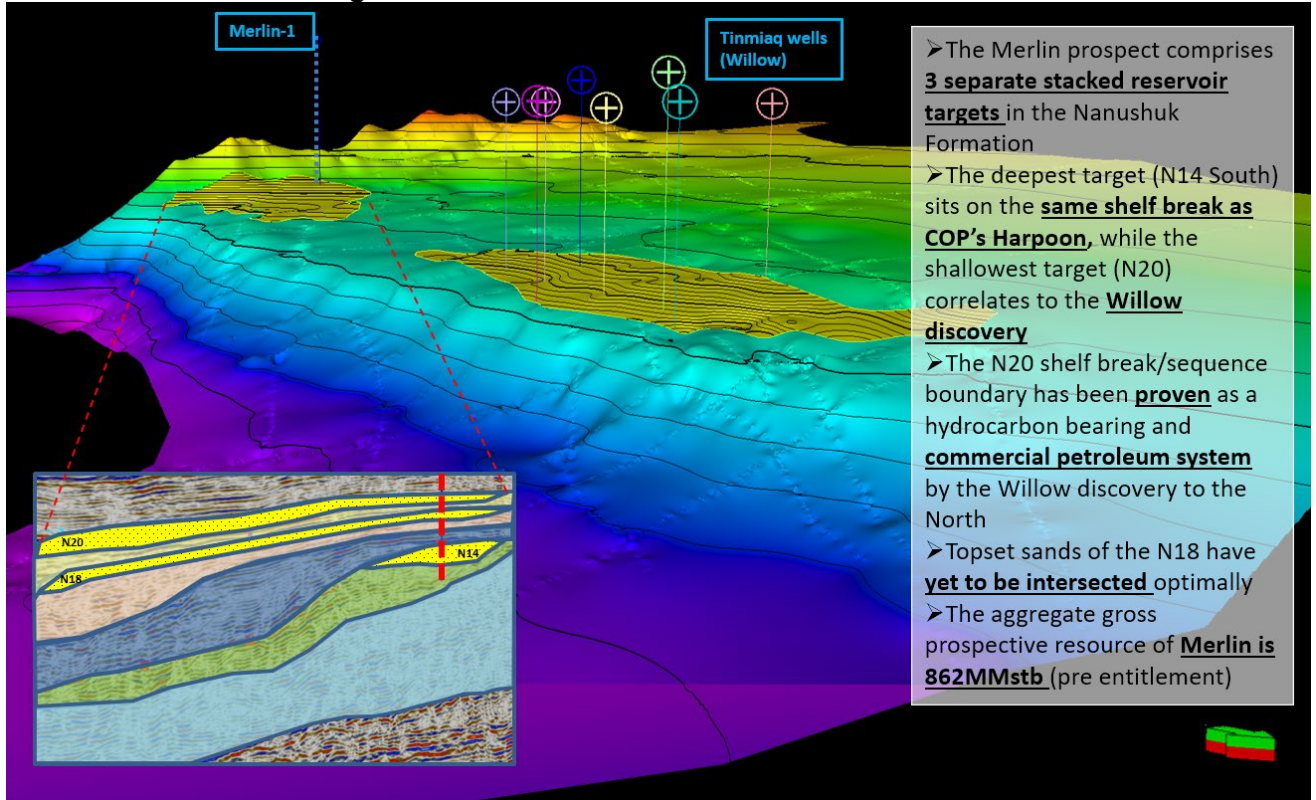 Merlin-1
Tinmiaq wells
(Willow)
➢The Merlin prospect comprises
3 separate stacked reservoir
targets in the Nanushuk
Formation
➢The deepest target (N14 South)
sits on the same shelf break as
COP’s Harpoon, while the
shallowest target (N20)
correlates to the Willow
discovery
➢The N20 shelf break/sequence
boundary has been proven as a
hydrocarbon bearing and
commercial petroleum system
by the Willow discovery to the
North
➢Topset sands of the N18 have
yet to be intersected optimally
➢The aggregate gross
prospective resource of Merlin is
862MMstb (pre entitlement)
N20
N14
N18